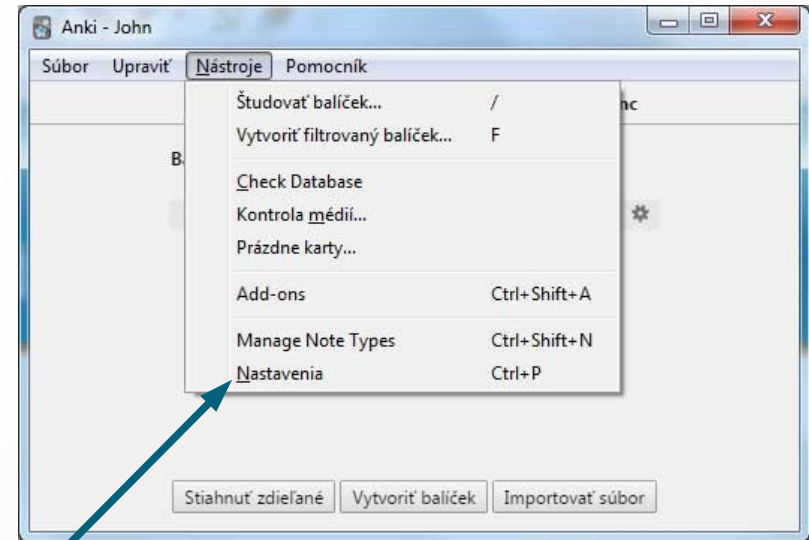 Anki - John
Súbor Upraviť Nástroje Pomocník
Študovať balíček... /
Vytvoriť filtrovaný balíček... F
Check Database
Kontrola médií...
Prázdne karty...
Add-ons Ctrl+Shift+A
Manage Note Types Ctrl+Shift+N
Nastavenia Ctrl+P
Stiahnuť zdieľané Vytvoriť balíček Importovať súbor